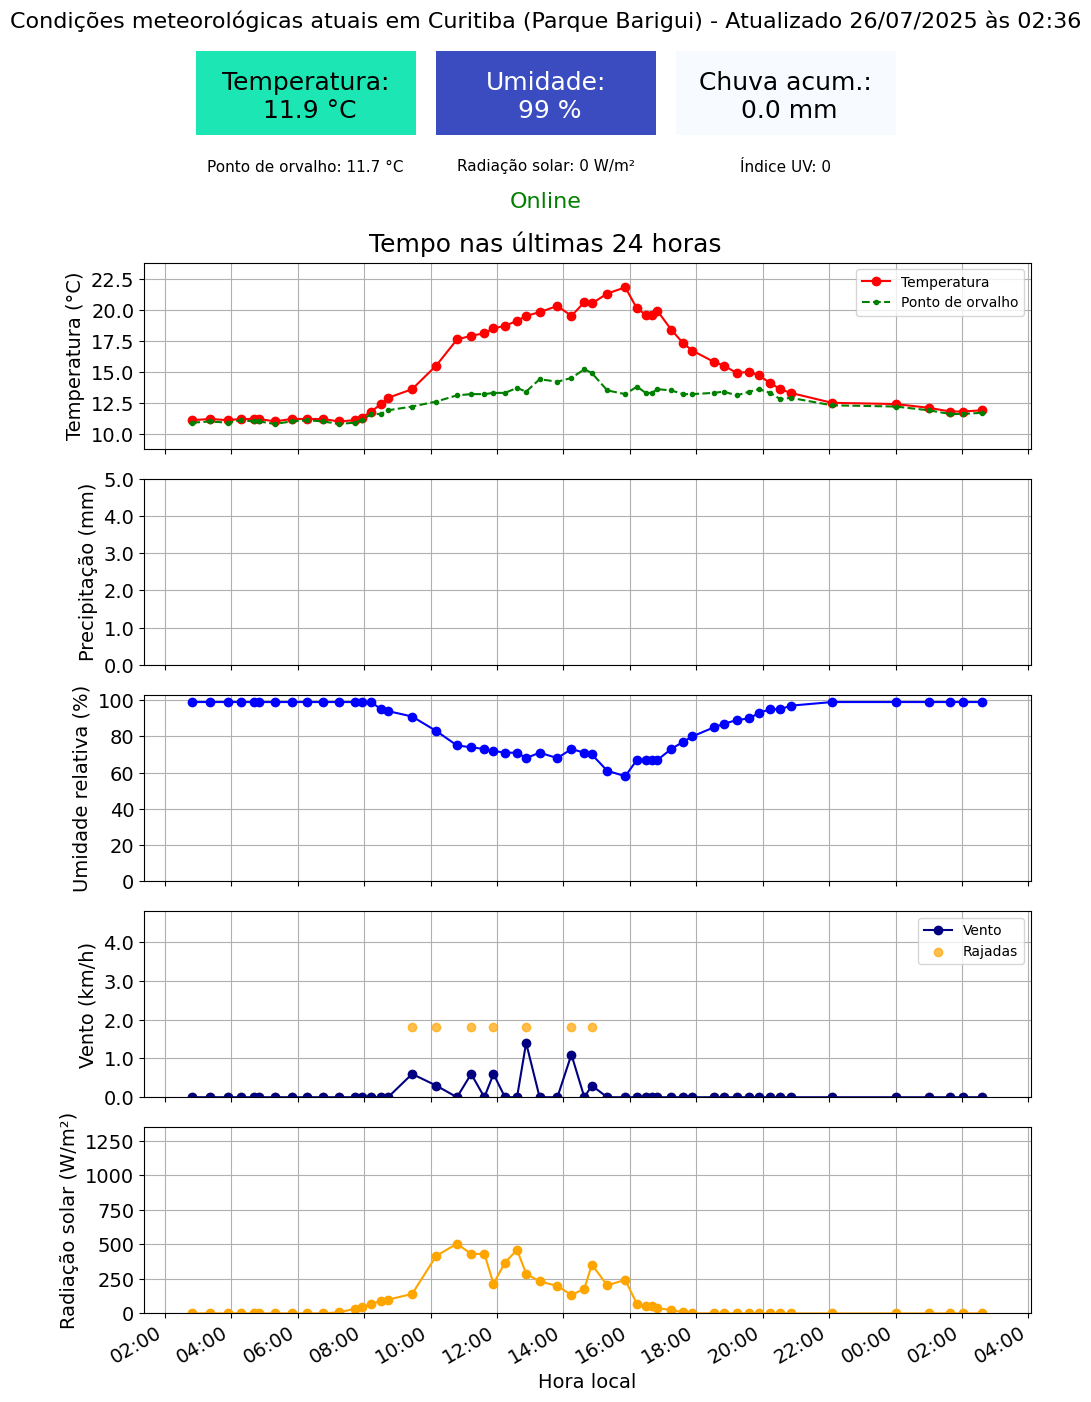 Condições meteorológicas atuais em Curitiba (Parque Barigui) - Atualizado 26/07/2025 às 02:36
Temperatura:
11.9 °C
Umidade:
99 %
Chuva acum.:
0.0 mm
Ponto de orvalho: 11.7 °C
Radiação solar: 0 W/m²
Índice UV: 0
Online
Tempo nas últimas 24 horas
Temperatura (°C)
22.5
20.0
17.5
15.0
12.5
10.0
Temperatura
Ponto de orvalho
Precipitação (mm)
5.0
4.0
3.0
2.0
1.0
0.0
Umidade relativa (%)
100
80
60
40
20
0
Vento (km/h)
4.0
3.0
2.0
1.0
0.0
Vento
Rajadas
Radiação solar (W/m²)
1250
1000
750
500
250
0
02:00
04:00
06:00
08:00
10:00
12:00
14:00
16:00
18:00
20:00
22:00
00:00
02:00
04:00
Hora local